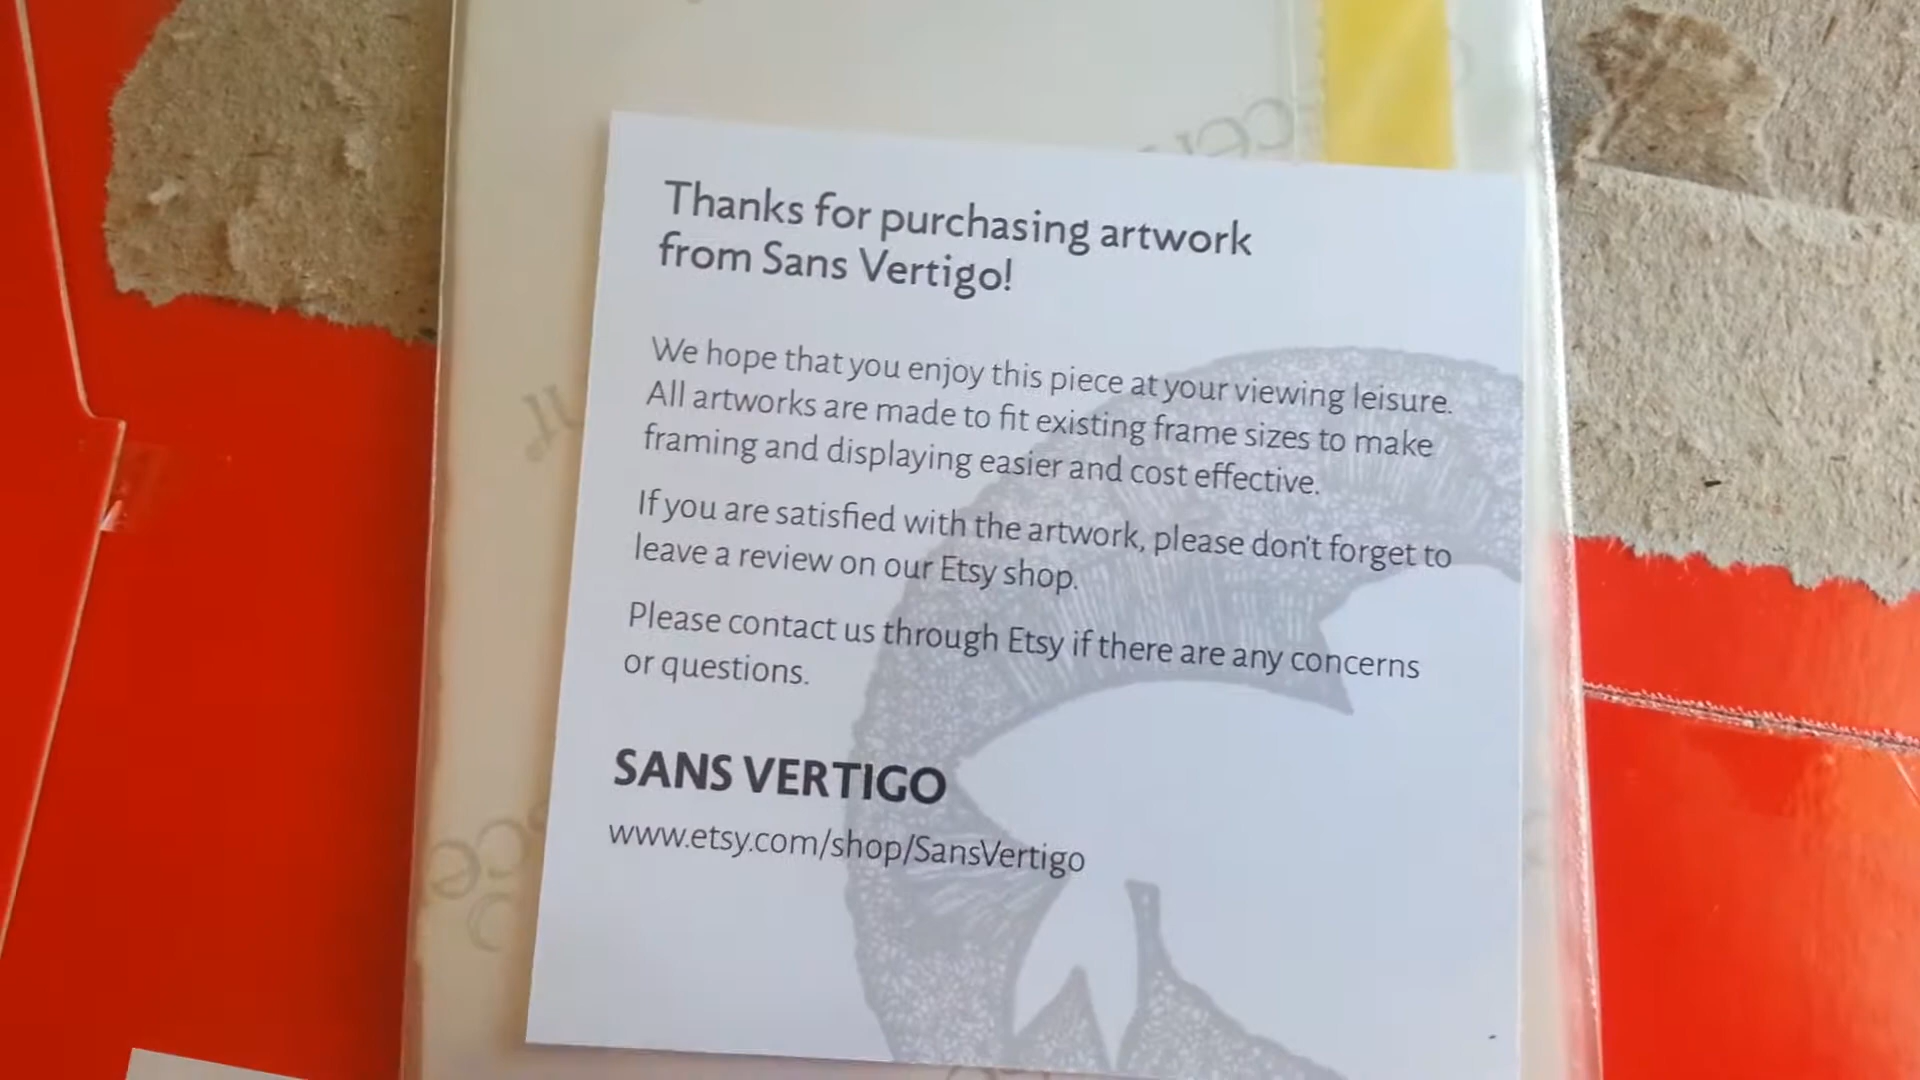 Thanks for purchasing artwork
from Sans Vertigo!
We hope that you enjoy this piece at your viewing leisure.
All artworks are made to fit existing frame sizes to make
framing and displaying easier and cost effective.
If you are satisfied with the artwork, please don't forget to
leave a review on our Etsy shop.
Please contact us through Etsy if there are any concerns
or questions.
SANS VERTIGO
www.etsy.com/shop/SansVertigo